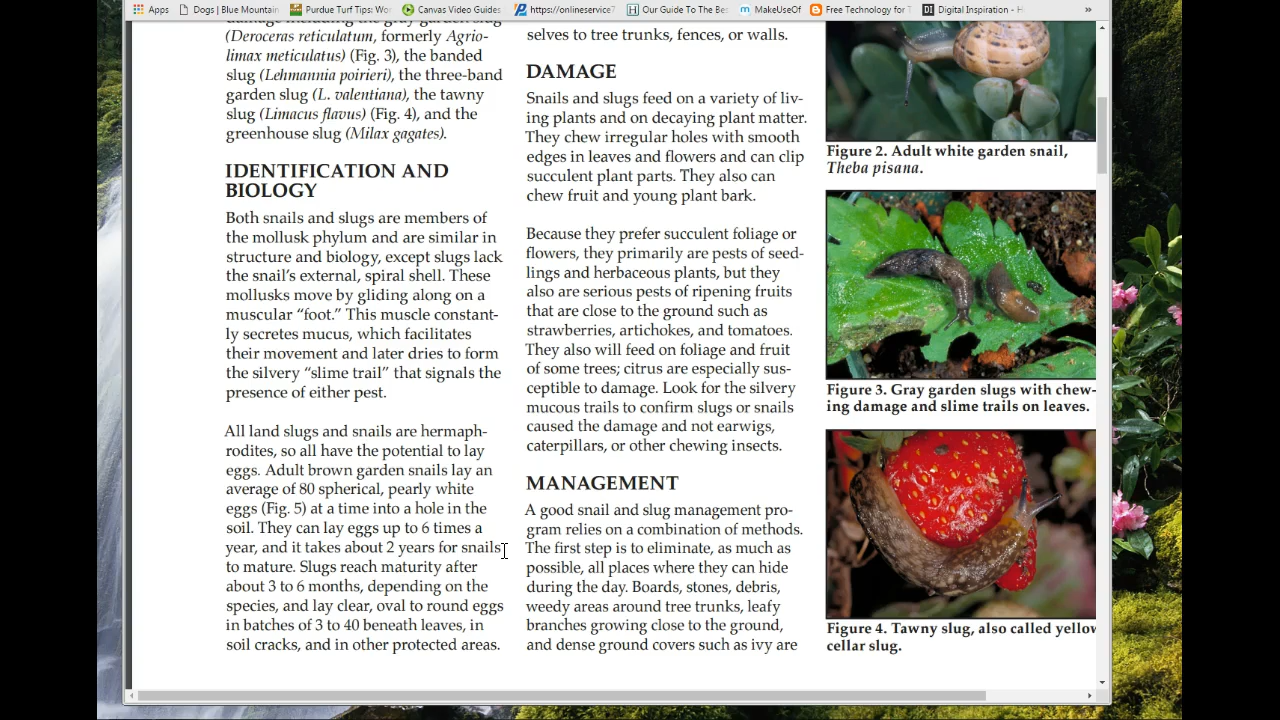 Apps
Dogs | Blue Mountain
Purdue Turf Tips: Wo
Canvas Video Guides
https://onlineservice
Our Guide To The Bes
MakeUseOf
Free Technology for T
Digital Inspiration -
»
damage including the gray garden slug
(Deroceras reticulatum, formerly Agrio-
limax meticulatus) (Fig. 3), the banded
slug (Lehmannia poirieri), the three-band
garden slug (L. valentiana), the tawny
slug (Limacus flavus) (Fig. 4), and the
greenhouse slug (Milax gagates).
IDENTIFICATION AND
BIOLOGY
Both snails and slugs are members of
the mollusk phylum and are similar in
structure and biology, except slugs lack
the snail's external, spiral shell. These
mollusks move by gliding along on a
muscular “foot.” This muscle constant-
ly secretes mucus, which facilitates
their movement and later dries to form
the silvery “slime trail” that signals the
presence of either pest.
All land slugs and snails are hermaph-
rodites, so all have the potential to lay
eggs. Adult brown garden snails lay an
average of 80 spherical, pearly white
eggs (Fig. 5) at a time into a hole in the
soil. They can lay eggs up to 6 times a
year, and it takes about 2 years for snails
to mature. Slugs reach maturity after
about 3 to 6 months, depending on the
species, and lay clear, oval to round eggs
in batches of 3 to 40 beneath leaves, in
soil cracks, and in other protected areas.
selves to tree trunks, fences, or walls.
DAMAGE
Snails and slugs feed on a variety of liv-
ing plants and on decaying plant matter.
They chew irregular holes with smooth
edges in leaves and flowers and can clip
succulent plant parts. They also can
chew fruit and young plant bark.
Because they prefer succulent foliage or
flowers, they primarily are pests of seed-
lings and herbaceous plants, but they
also are serious pests of ripening fruits
that are close to the ground such as
strawberries, artichokes, and tomatoes.
They also will feed on foliage and fruit
of some trees; citrus are especially sus-
ceptible to damage. Look for the silvery
mucous trails to confirm slugs or snails
caused the damage and not earwigs,
caterpillars, or other chewing insects.
MANAGEMENT
A good snail and slug management pro-
gram relies on a combination of methods.
The first step is to eliminate, as much as
possible, all places where they can hide
during the day. Boards, stones, debris,
weedy areas around tree trunks, leafy
branches growing close to the ground,
and dense ground covers such as ivy are
Figure 2. Adult white garden snail,
Theba pisana.
Figure 3. Gray garden slugs with chew-
ing damage and slime trails on leaves.
Figure 4. Tawny slug, also called yellow
cellar slug.